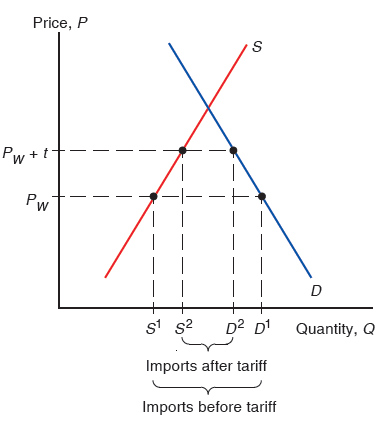 Price, P
S
P_W + t
P_W
D
S¹ S² D² D¹ Quantity, Q
Imports after tariff
Imports before tariff